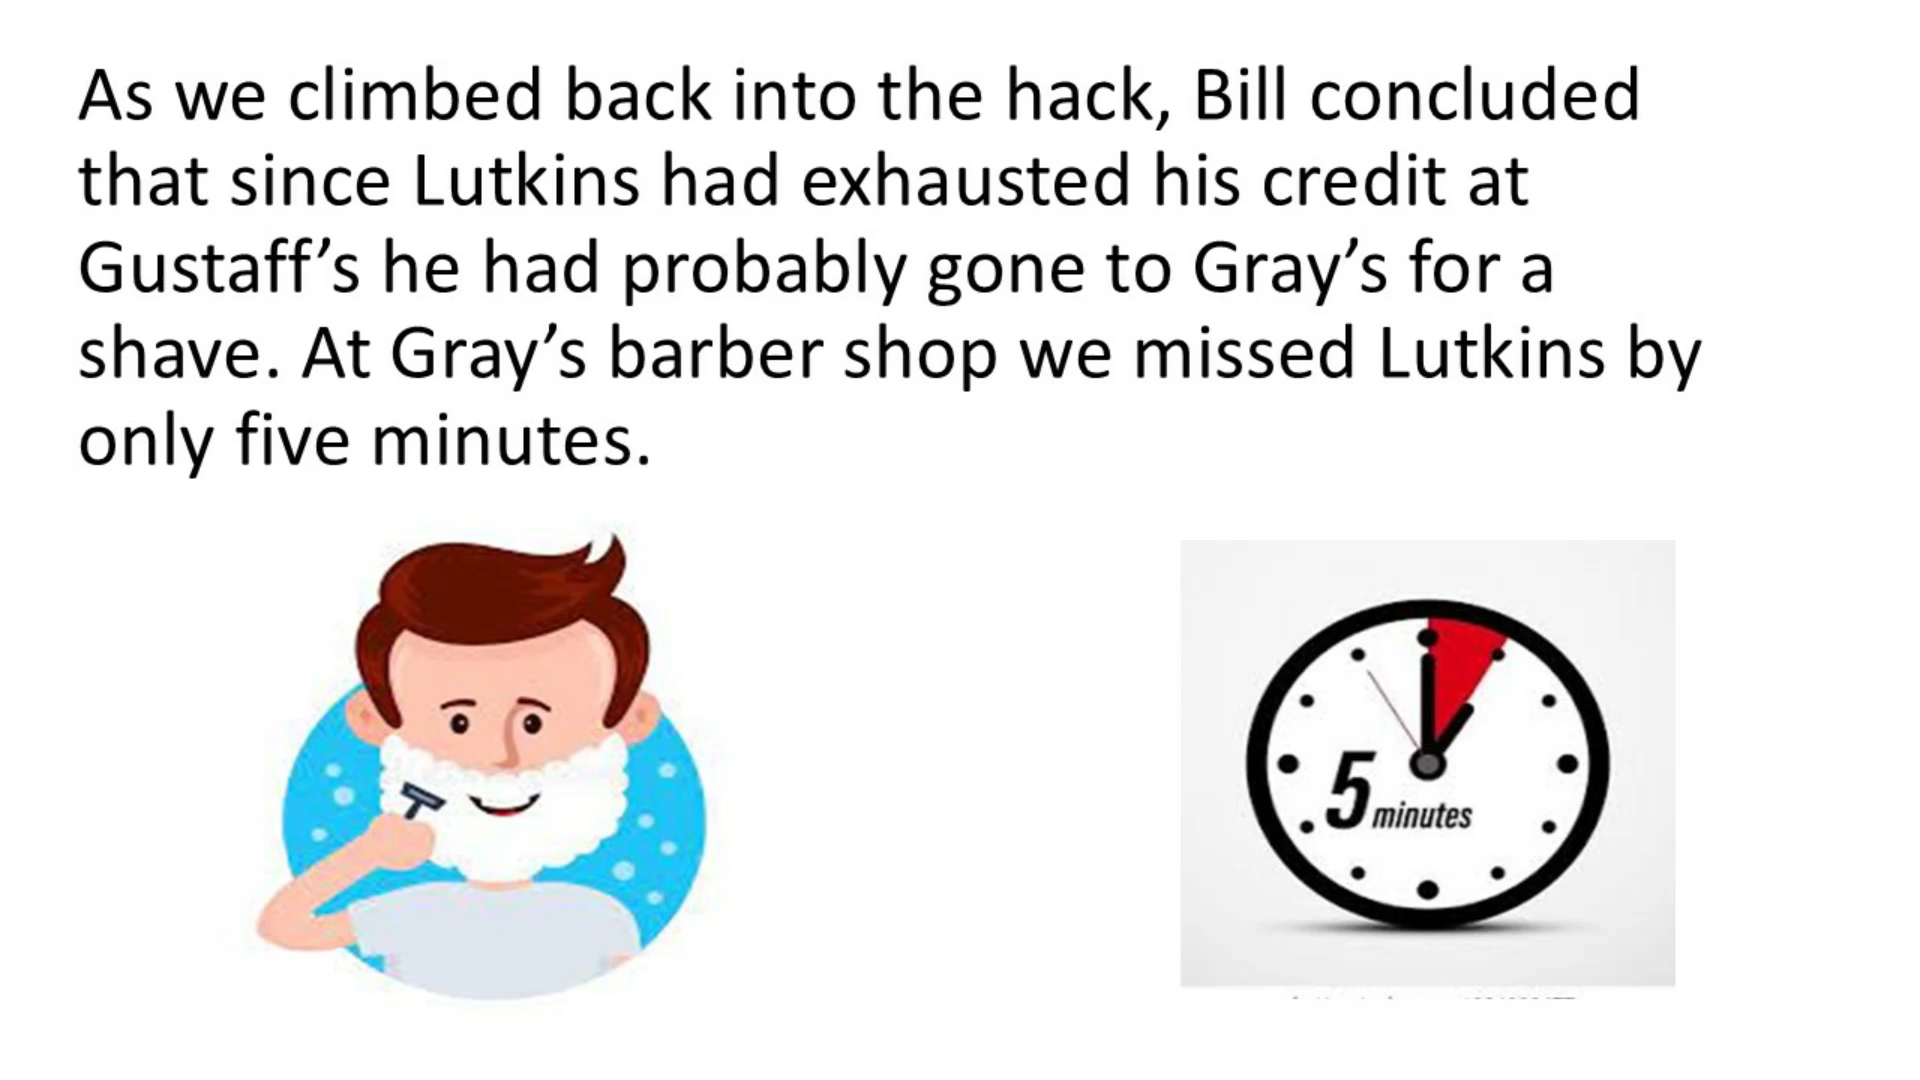 As we climbed back into the hack, Bill concluded
that since Lutkins had exhausted his credit at
Gustaff’s he had probably gone to Gray’s for a
shave. At Gray’s barber shop we missed Lutkins by
only five minutes.
5 minutes